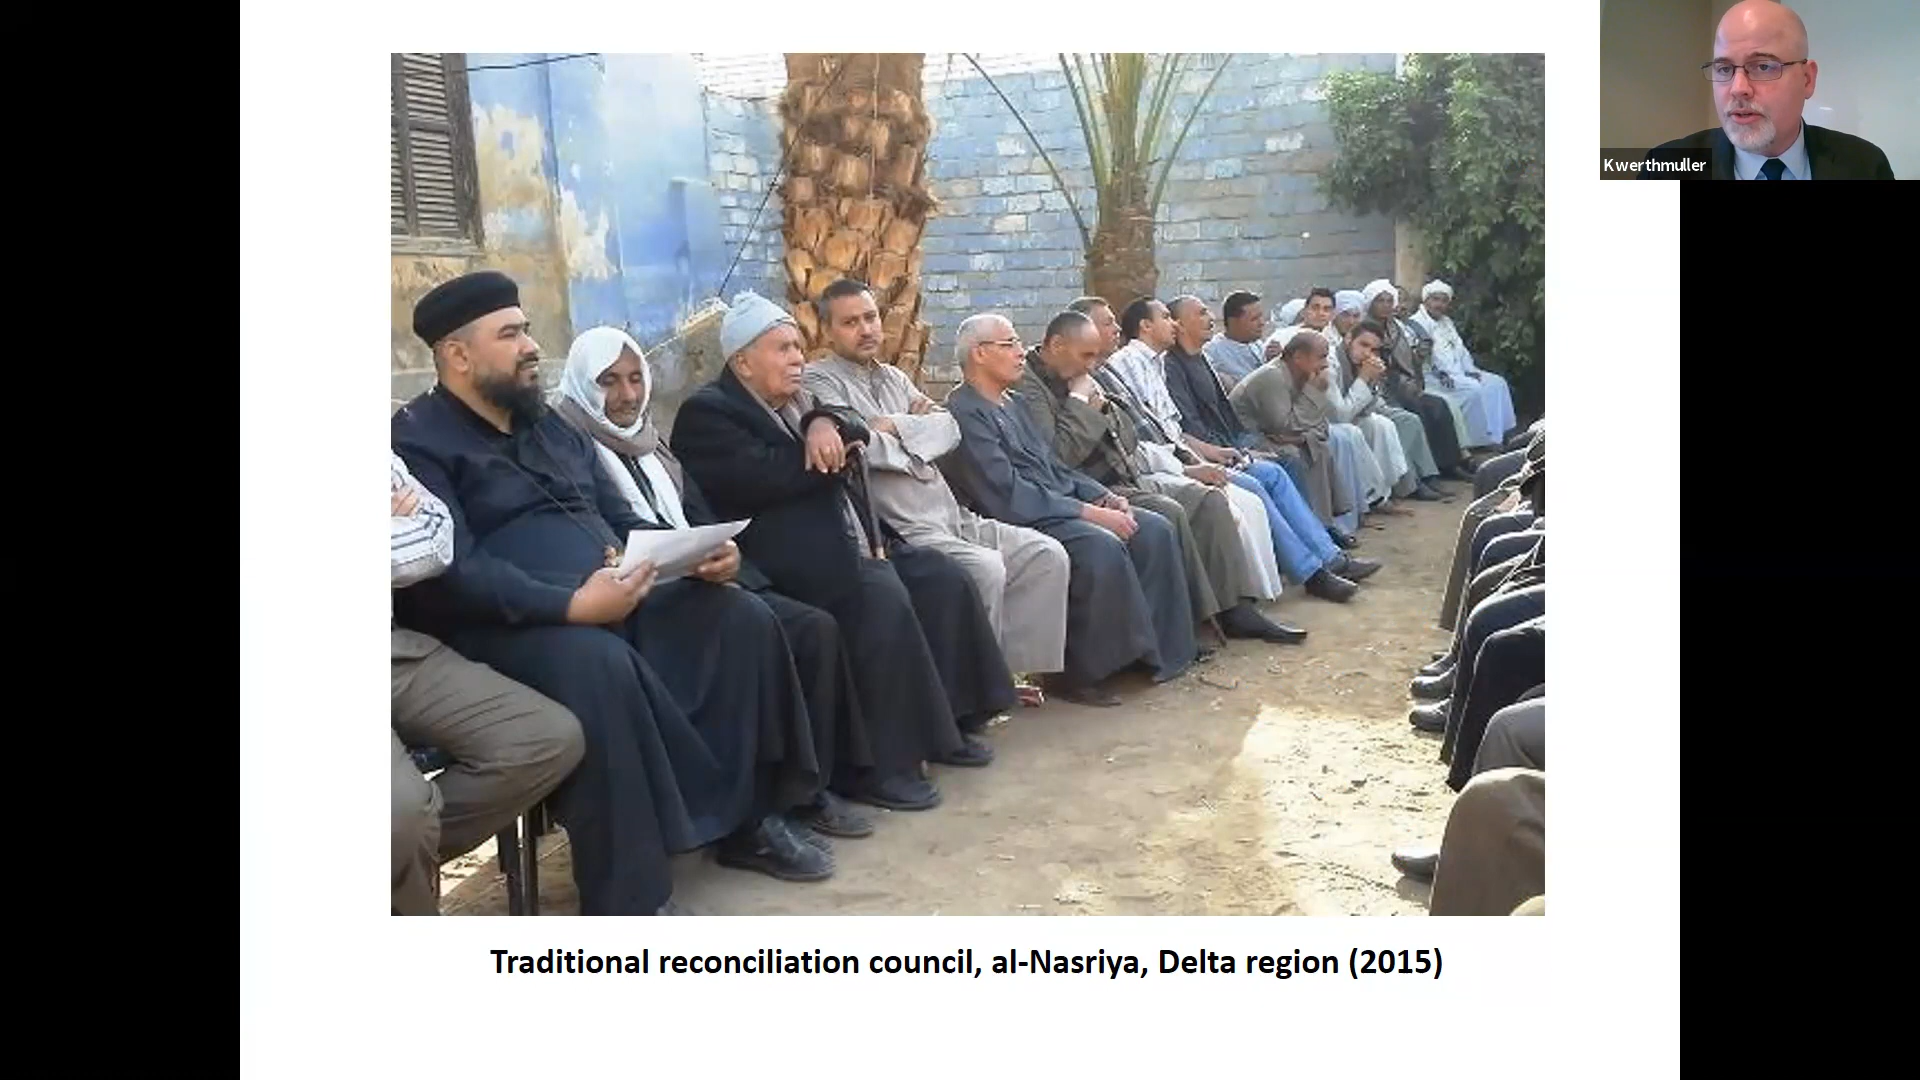 Kwerthmuller
Traditional reconciliation council, al-Nasriya, Delta region (2015)